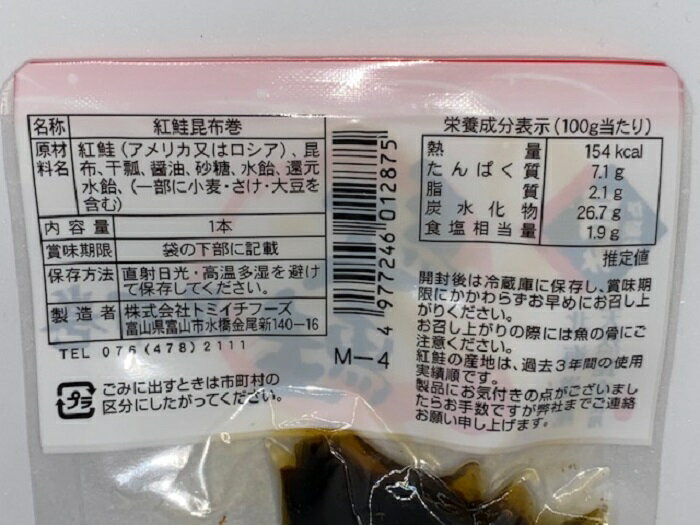 名称 紅鮭昆布巻
原材料名 紅鮭(アメリカ又はロシア)、昆
布、干瓢、醤油、砂糖、水飴、還元
水飴、(一部に小麦・さけ・大豆を
含む)
内容量 1本
賞味期限 袋の下部に記載
保存方法 直射日光・高温多湿を避け
て保存してください。
製造者 株式会社トミイチフーズ
富山県富山市水橋金尾新140-16
TEL 076(478)2111
プラ
ごみに出すときは市町村の
区分にしたがってください。
4 977246 012875
M-4
栄養成分表示(100g当たり)
熱量 154kcal
たんぱく質 7.1g
脂質 2.1g
炭水化物 26.7g
食塩相当量 1.9g
推定値
開封後は冷蔵庫に保存し、賞味期
限にかかわらずお早めにお召し上
がりください。
お召し上がりの際には魚の骨にご
注意ください。
紅鮭の産地は、過去3年間の使用
実績順です。
製品にお気付きの点がございまし
たらお手数ですが弊社までご連絡
お願い申し上げます。